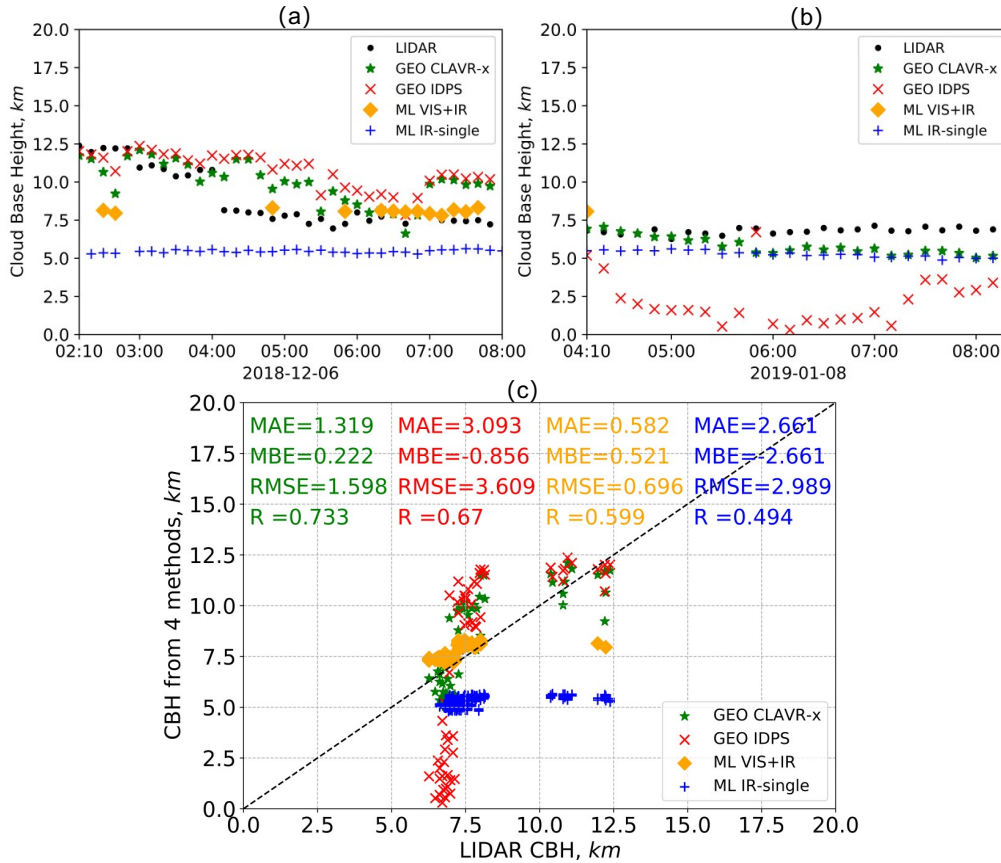 (a)
20.0
17.5
15.0
12.5
10.0
7.5
5.0
2.5
0.0
Cloud Base Height, km
LIDAR
GEO CLAVR-x
GEO IDPS
ML VIS+IR
ML IR-single
02:10 03:00 04:00 05:00 06:00 07:00 08:00
2018-12-06
(b)
20.0
17.5
15.0
12.5
10.0
7.5
5.0
2.5
0.0
Cloud Base Height, km
LIDAR
GEO CLAVR-x
GEO IDPS
ML VIS+IR
ML IR-single
04:10 05:00 06:00 07:00 08:00
2019-01-08
(c)
20.0
17.5
15.0
12.5
10.0
7.5
5.0
2.5
0.0
CBH from 4 methods, km
MAE=1.319 MAE=3.093 MAE=0.582 MAE=2.661
MBE=0.222 MBE=-0.856 MBE=0.521 MBE=-2.661
RMSE=1.598 RMSE=3.609 RMSE=0.696 RMSE=2.989
R =0.733 R =0.67 R =0.599 R =0.494
GEO CLAVR-x
GEO IDPS
ML VIS+IR
ML IR-single
0.0 2.5 5.0 7.5 10.0 12.5 15.0 17.5 20.0
LIDAR CBH, km